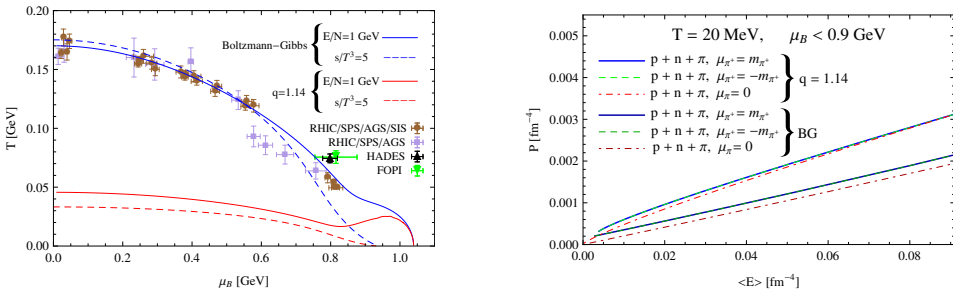 T [GeV]
0.20
0.15
0.10
0.05
0.00
0.0
0.2
0.4
0.6
0.8
1.0
μ_B [GeV]
Boltzmann-Gibbs
E/N=1 GeV
s/T³=5
q=1.14
E/N=1 GeV
s/T³=5
RHIC/SPS/AGS/SIS
RHIC/SPS/AGS
HADES
FOPI
P [fm⁻⁴]
0.005
0.004
0.003
0.002
0.001
0.000
0.00
0.02
0.04
0.06
0.08
<E> [fm⁻⁴]
T = 20 MeV, μ_B < 0.9 GeV
p + n + π, μ_π⁺= m_π⁺
p + n + π, μ_π⁺= -m_π⁺
p + n + π, μ_π= 0
q = 1.14
p + n + π, μ_π⁺= m_π⁺
p + n + π, μ_π⁺= -m_π⁺
p + n + π, μ_π= 0
BG